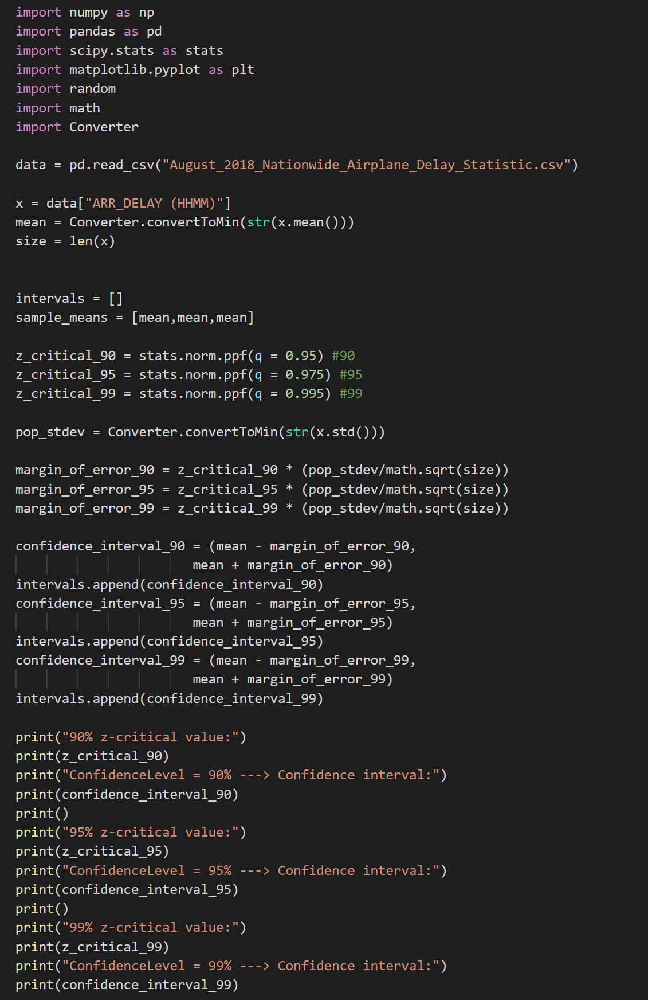 import numpy as np
import pandas as pd
import scipy.stats as stats
import matplotlib.pyplot as plt
import random
import math
import Converter

data = pd.read_csv("August_2018_Nationwide_Airplane_Delay_Statistic.csv")

x = data["ARR_DELAY (HHMM)"]
mean = Converter.convertToMin(str(x.mean()))
size = len(x)


intervals = []
sample_means = [mean,mean,mean]

z_critical_90 = stats.norm.ppf(q = 0.95) #90
z_critical_95 = stats.norm.ppf(q = 0.975) #95
z_critical_99 = stats.norm.ppf(q = 0.995) #99

pop_stdev = Converter.convertToMin(str(x.std()))

margin_of_error_90 = z_critical_90 * (pop_stdev/math.sqrt(size))
margin_of_error_95 = z_critical_95 * (pop_stdev/math.sqrt(size))
margin_of_error_99 = z_critical_99 * (pop_stdev/math.sqrt(size))

confidence_interval_90 = (mean - margin_of_error_90,
                       mean + margin_of_error_90)
intervals.append(confidence_interval_90)
confidence_interval_95 = (mean - margin_of_error_95,
                       mean + margin_of_error_95)
intervals.append(confidence_interval_95)
confidence_interval_99 = (mean - margin_of_error_99,
                       mean + margin_of_error_99)
intervals.append(confidence_interval_99)

print("90% z-critical value:")
print(z_critical_90)
print("ConfidenceLevel = 90% ---> Confidence interval:")
print(confidence_interval_90)
print()
print("95% z-critical value:")
print(z_critical_95)
print("ConfidenceLevel = 95% ---> Confidence interval:")
print(confidence_interval_95)
print()
print("99% z-critical value:")
print(z_critical_99)
print("ConfidenceLevel = 99% ---> Confidence interval:")
print(confidence_interval_99)